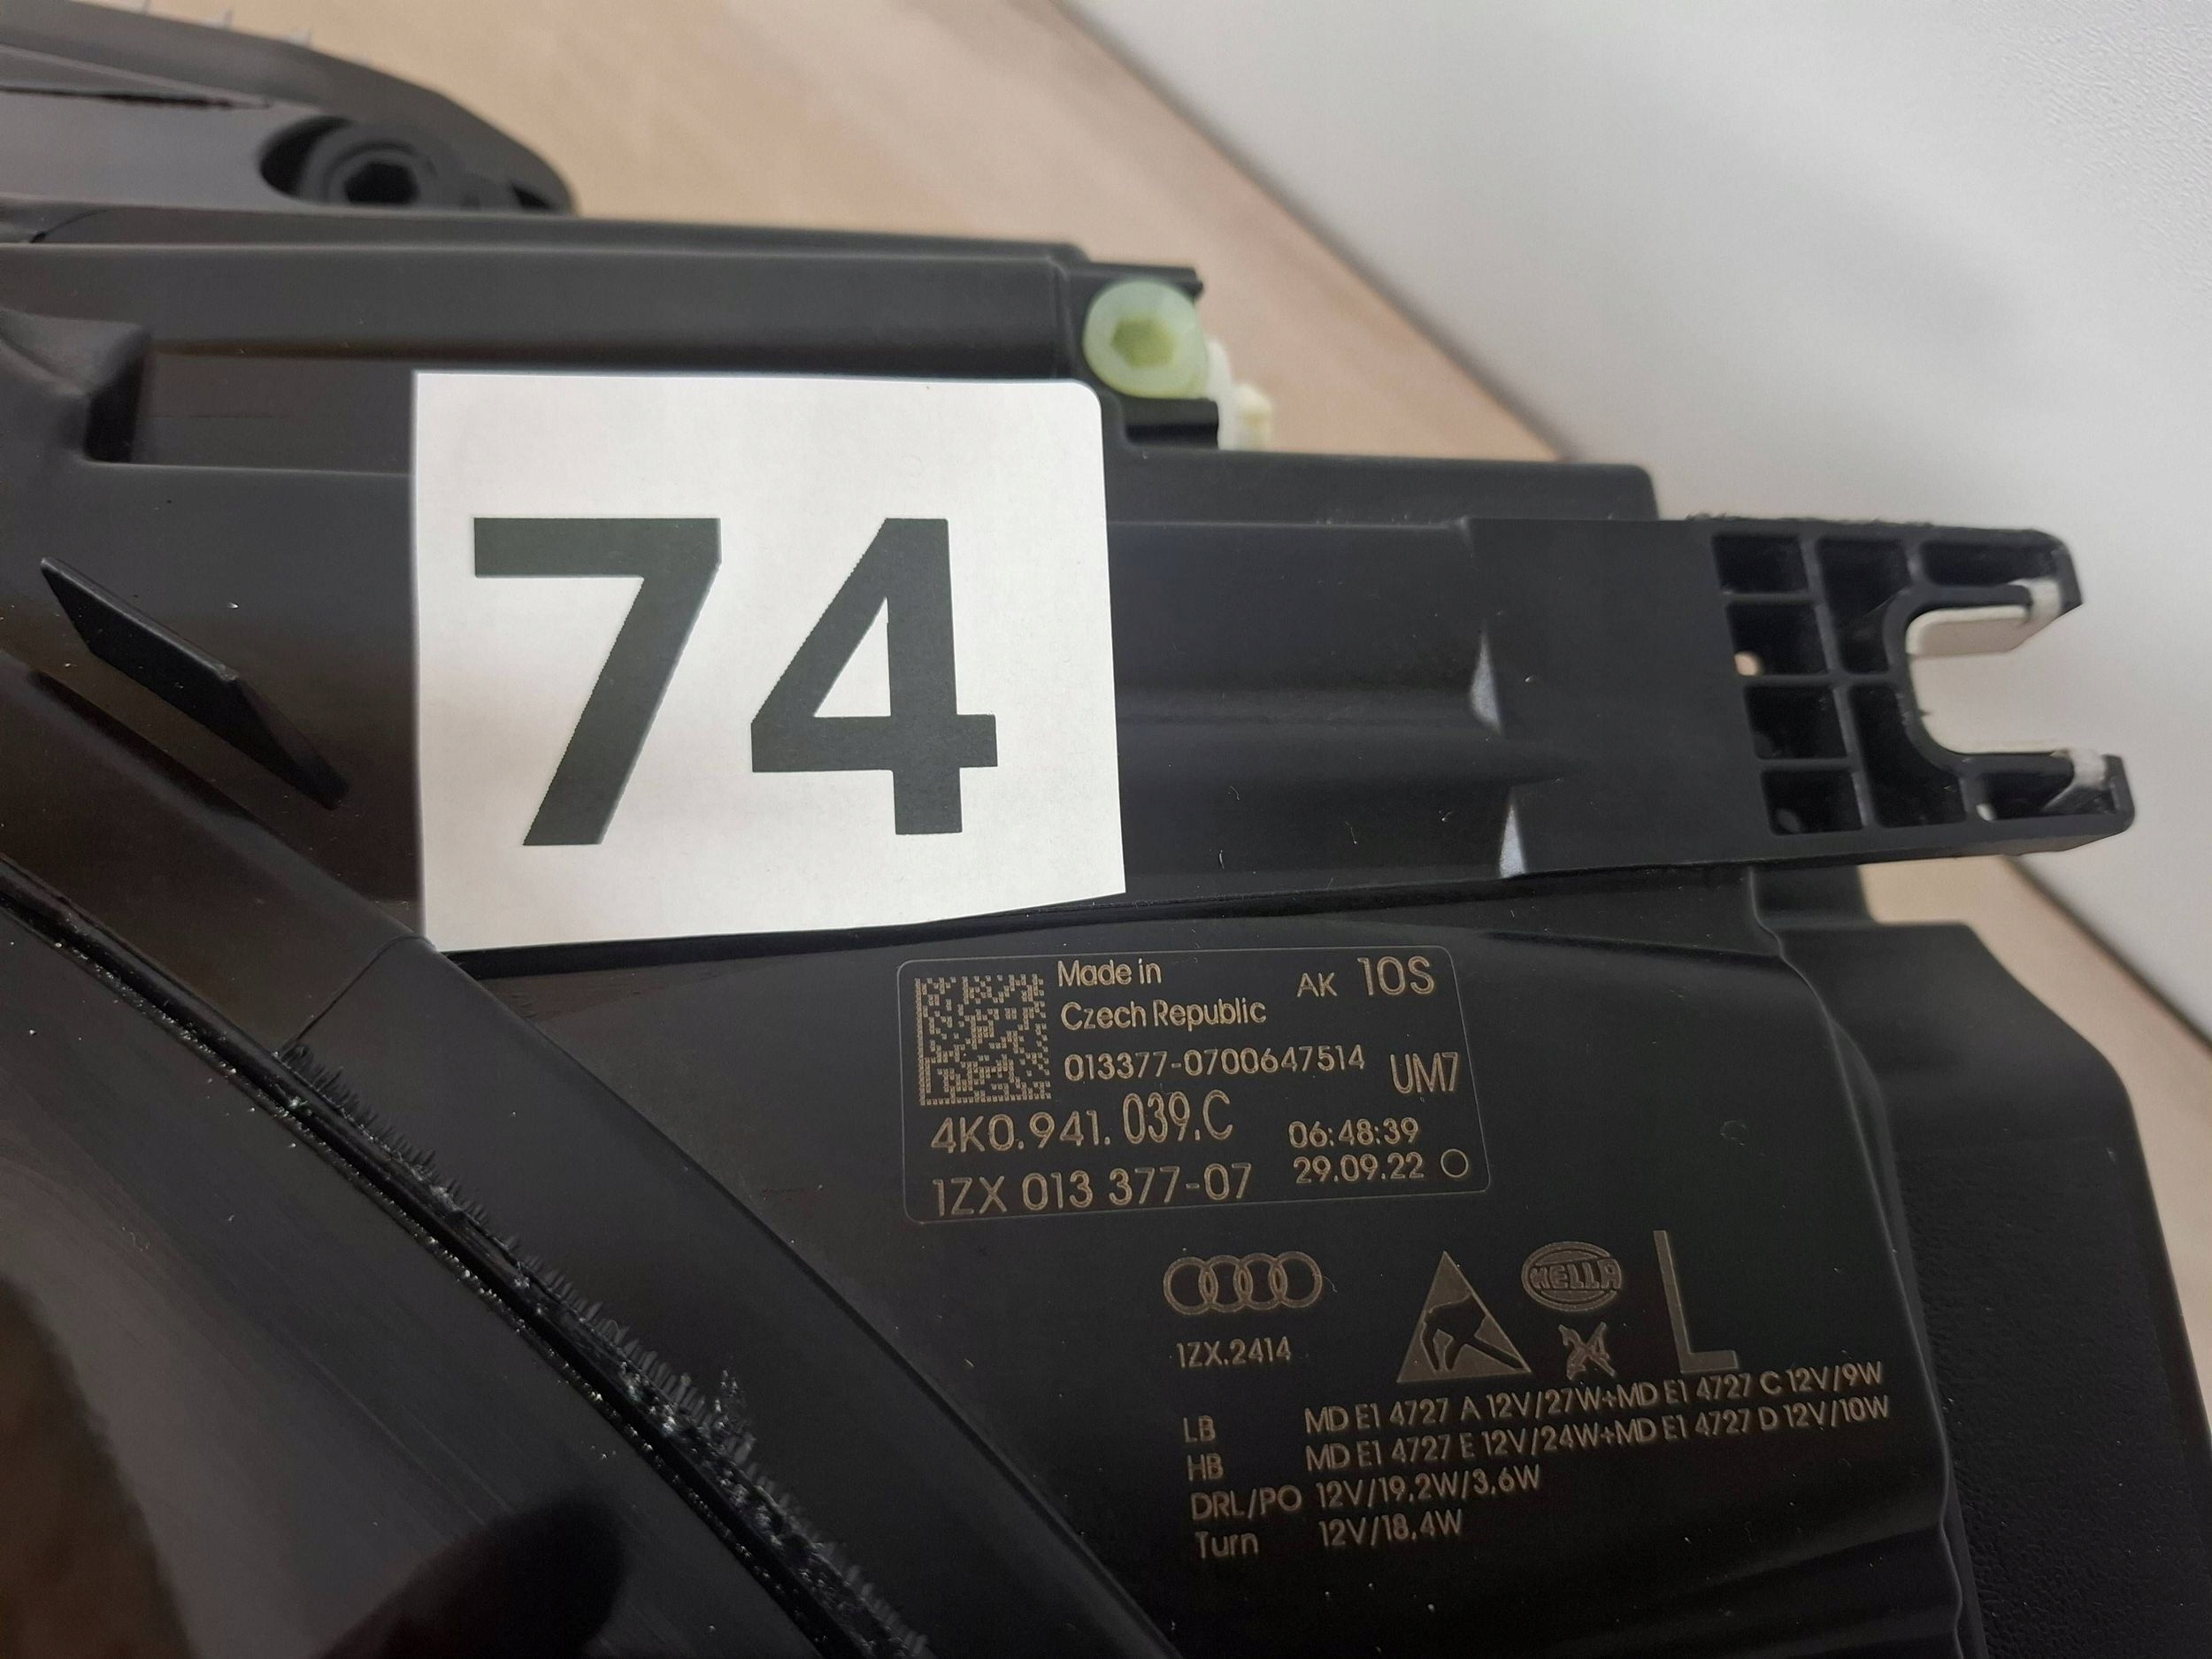 74
Made in
Czech Republic
AK 10S
013377-0700647514
UM7
4K0.941.039.C
06:48:39
1ZX 013 377-07
29.09.22
1ZX.2414
HELLA
L
LB MD E1 4727 A 12V/27W+MD E1 4727 C 12V/9W
HB MD E1 4727 E 12V/24W+MD E1 4727 D 12V/10W
DRL/PO 12V/19,2W/3,6W
Turn 12V/18,4W